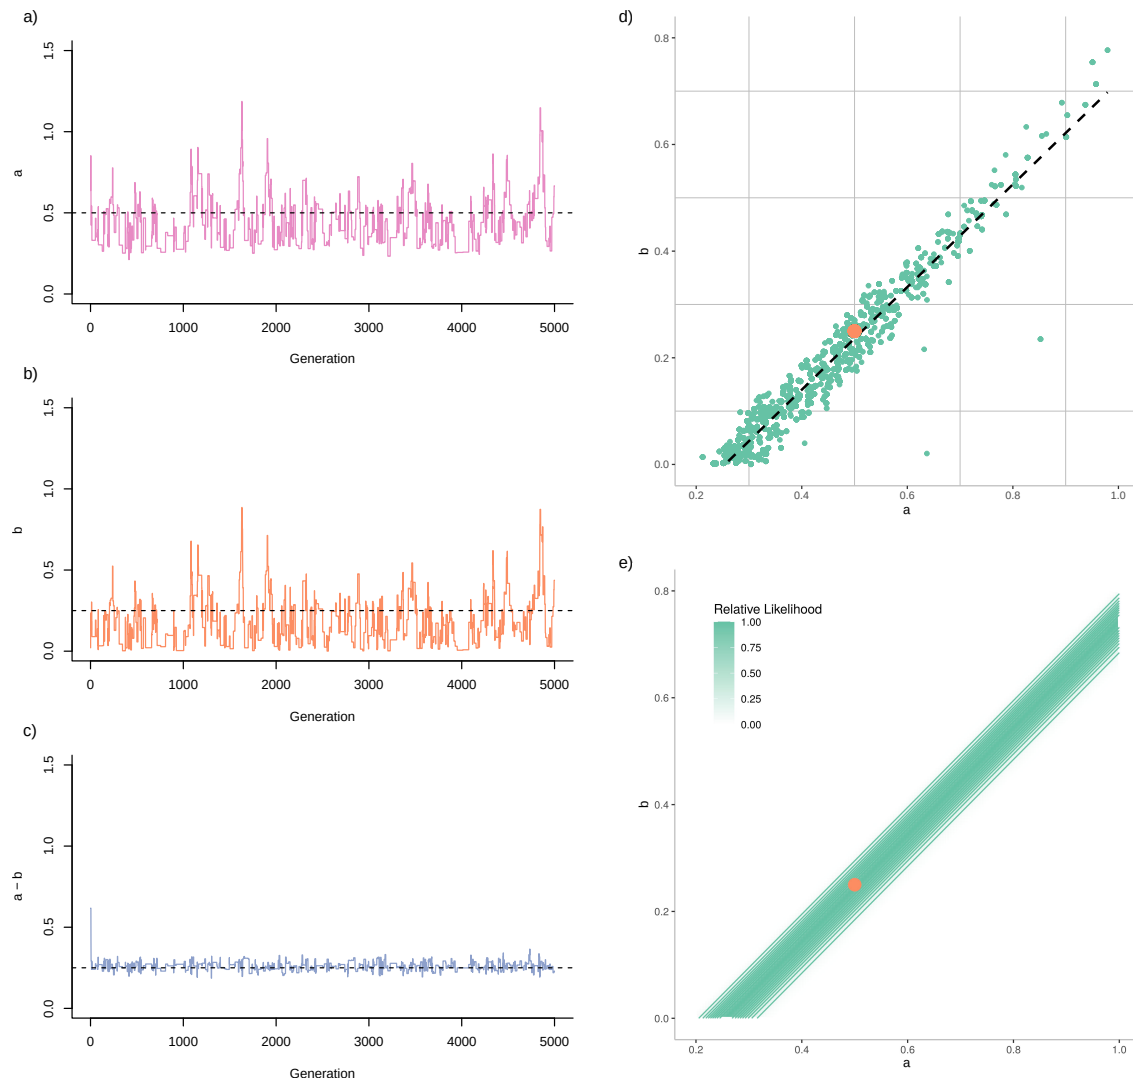 a)
1.5
1.0
0.5
0.0
a
0 1000 2000 3000 4000 5000
Generation
b)
1.5
1.0
0.5
0.0
b
0 1000 2000 3000 4000 5000
Generation
c)
1.5
1.0
0.5
0.0
a − b
0 1000 2000 3000 4000 5000
Generation
d)
0.8
0.6
0.4
0.2
0.0
b
0.2 0.4 0.6 0.8 1.0
a
e)
0.8
0.6
0.4
0.2
0.0
b
Relative Likelihood
1.00
0.75
0.50
0.25
0.00
0.2 0.4 0.6 0.8 1.0
a